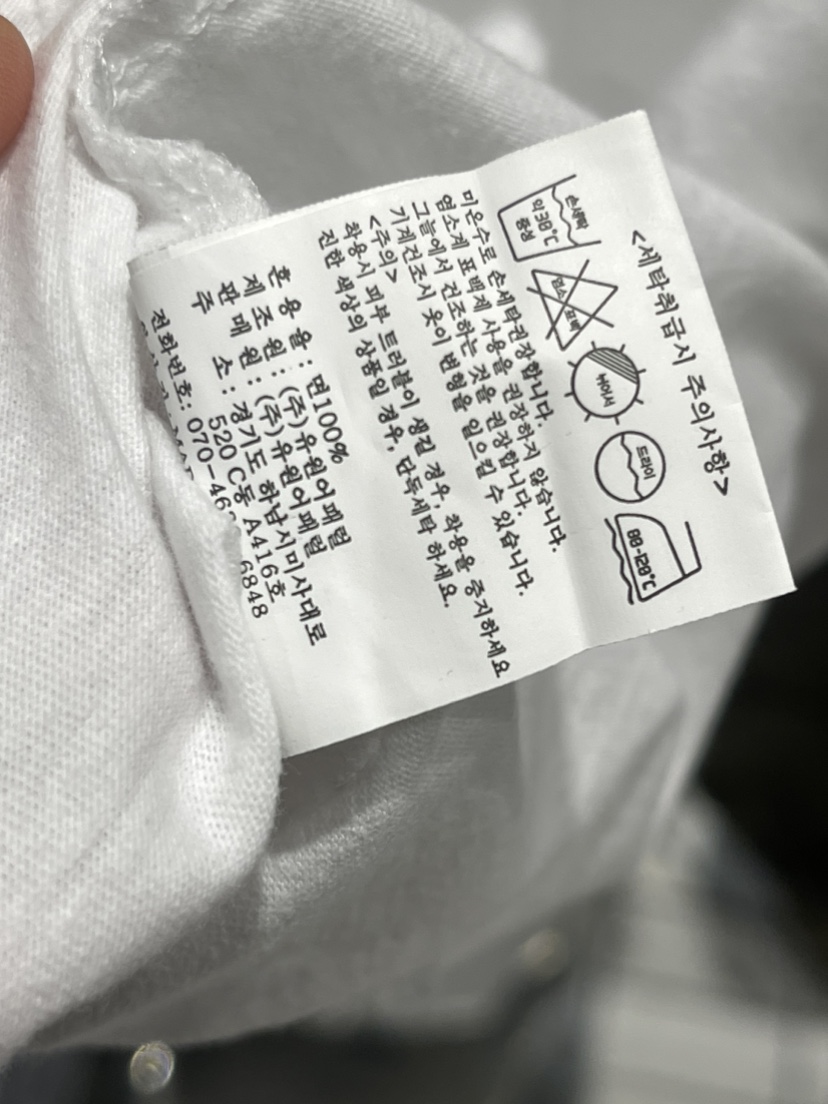 <세탁취급시 주의사항>
손세탁
약30℃
중성
염소 표백
뉘어서
드라이
80-120℃
미온수로 손세탁권장합니다.
염소계 표백제 사용을 권장하지 않습니다.
그늘에서 건조하는 것을 권장합니다.
기계건조시 옷이 변형을 일으킬 수 있습니다.
<주의>
착용시 피부 트러블이 생길 경우, 착용을 중지하세요
진한 색상의 상품일 경우, 단독세탁 하세요.
혼용율: 면100%
제조원: (주)유원어패럴
판매원: (주)유원어패럴
주소: 경기도 하남시미사대로
520 C동 A416호
전화번호: 070-46 6848